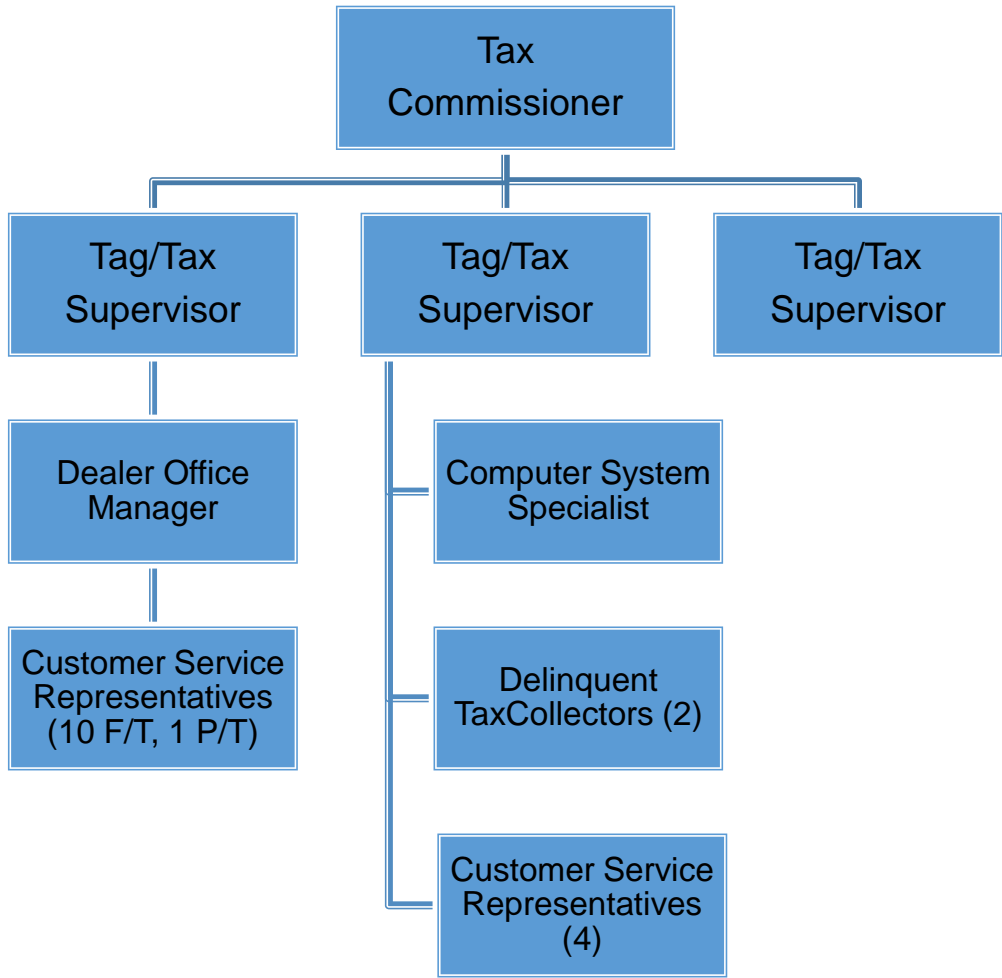 Tax
Commissioner
Tag/Tax
Supervisor
Tag/Tax
Supervisor
Tag/Tax
Supervisor
Dealer Office
Manager
Computer System
Specialist
Customer Service
Representatives
(10 F/T, 1 P/T)
Delinquent
TaxCollectors (2)
Customer Service
Representatives
(4)